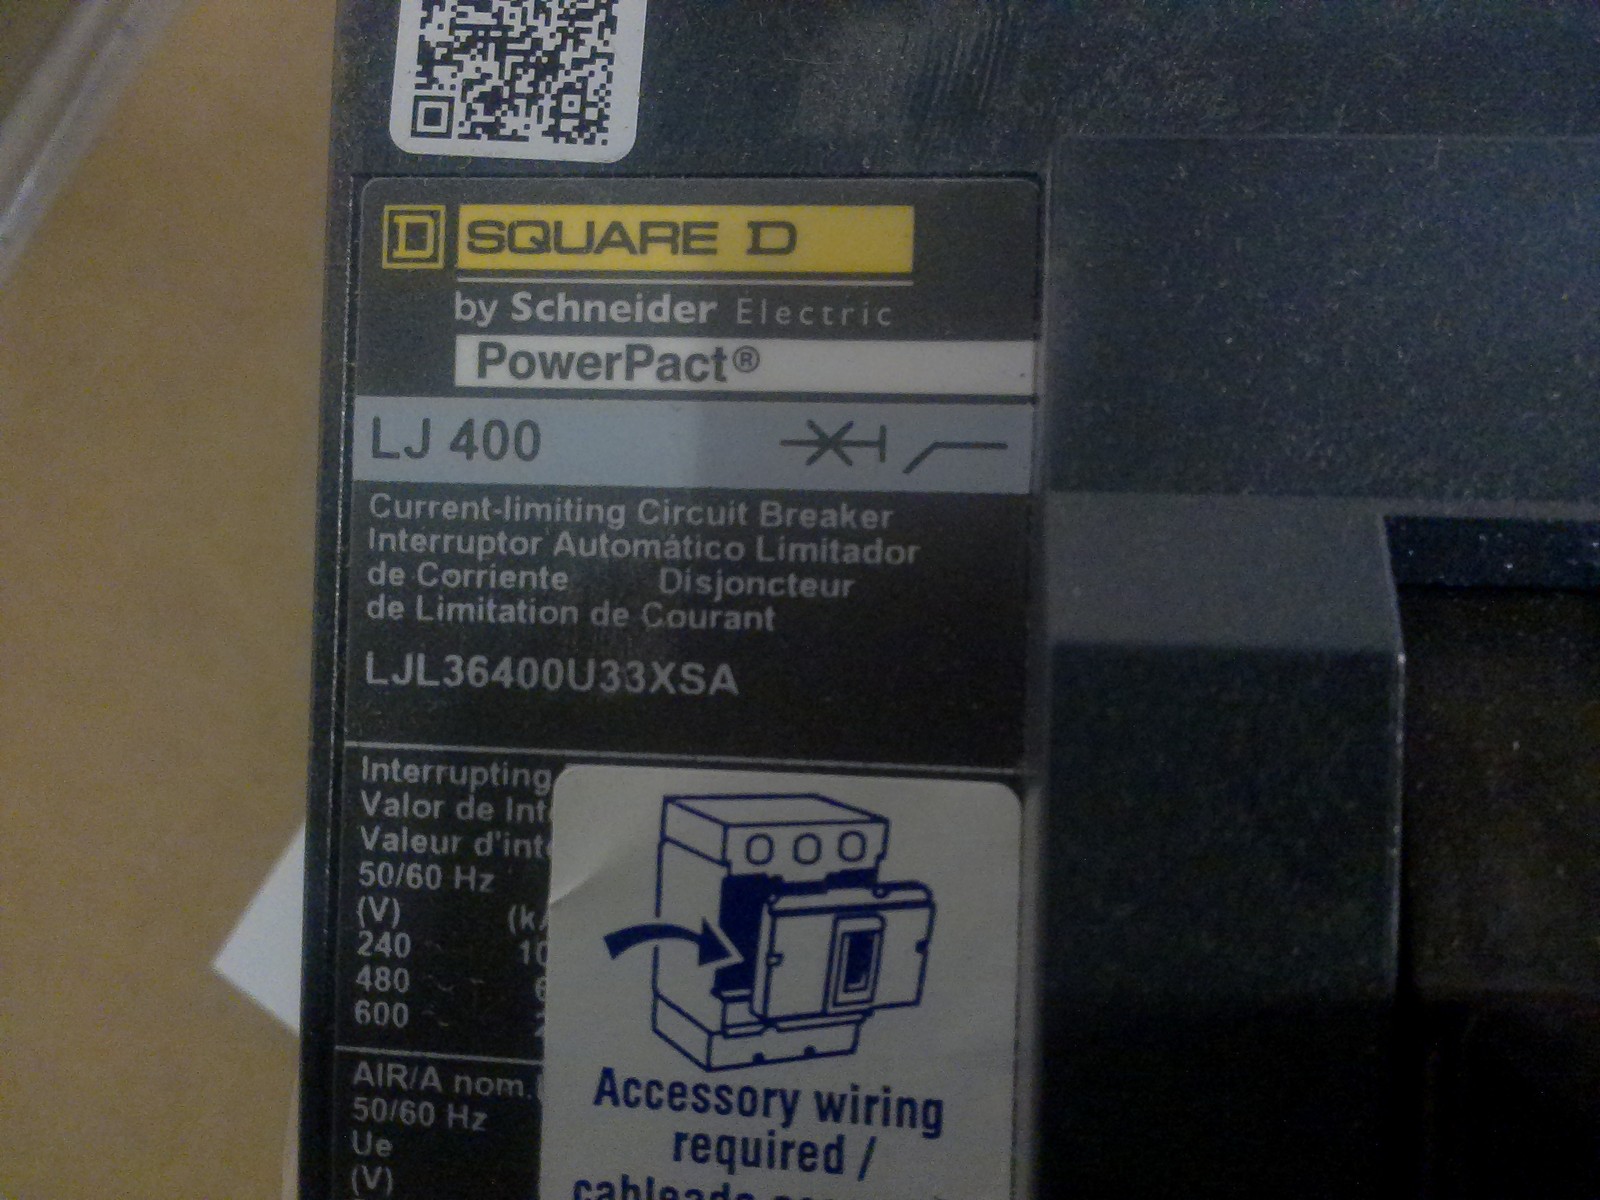 D SQUARE D
by Schneider Electric
PowerPact®
LJ 400
Current-limiting Circuit Breaker
Interruptor Automático Limitador
de Corriente Disjoncteur
de Limitation de Courant
LJL36400U33XSA
Interrupting
Valor de Int
Valeur d'inte
50/60 Hz
(V) (k
240 10
480
600
AIR/A nom.
50/60 Hz
Ue
(V)
Accessory wiring
required /